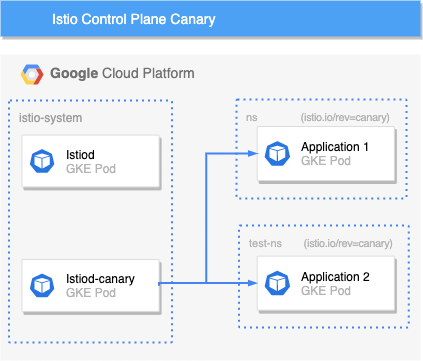 Istio Control Plane Canary
Google Cloud Platform
istio-system
Istiod
GKE Pod
Istiod-canary
GKE Pod
ns (istio.io/rev=canary)
Application 1
GKE Pod
test-ns (istio.io/rev=canary)
Application 2
GKE Pod